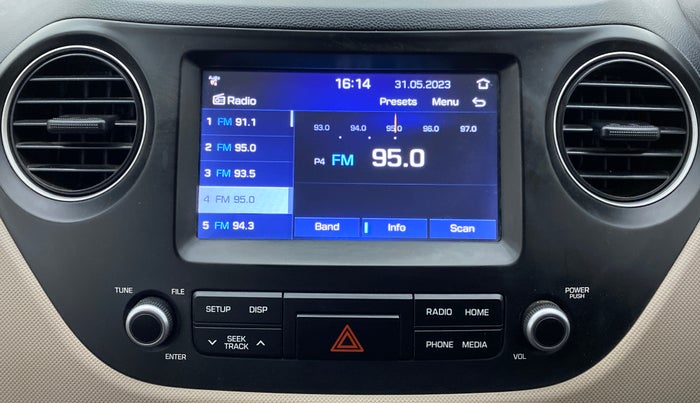 16:14 31.05.2023
Radio Presets Menu
1 FM 91.1
2 FM 95.0
3 FM 93.5
4 FM 95.0
5 FM 94.3
93.0 94.0 95.0 96.0 97.0
P4 FM 95.0
Band Info Scan
TUNE FILE
ENTER
SETUP DISP
SEEK
TRACK
RADIO HOME
PHONE MEDIA
POWER
PUSH
VOL